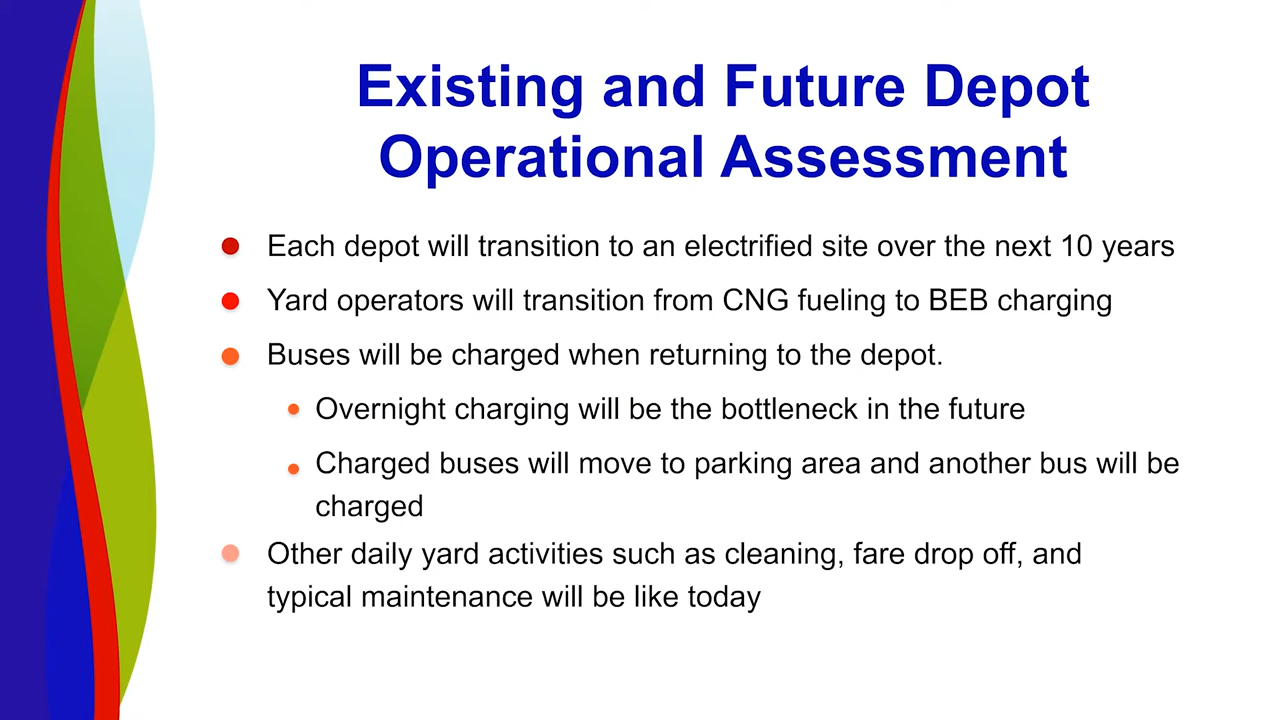 Existing and Future Depot
Operational Assessment
Each depot will transition to an electrified site over the next 10 years
Yard operators will transition from CNG fueling to BEB charging
Buses will be charged when returning to the depot.
Overnight charging will be the bottleneck in the future
Charged buses will move to parking area and another bus will be
charged
Other daily yard activities such as cleaning, fare drop off, and
typical maintenance will be like today